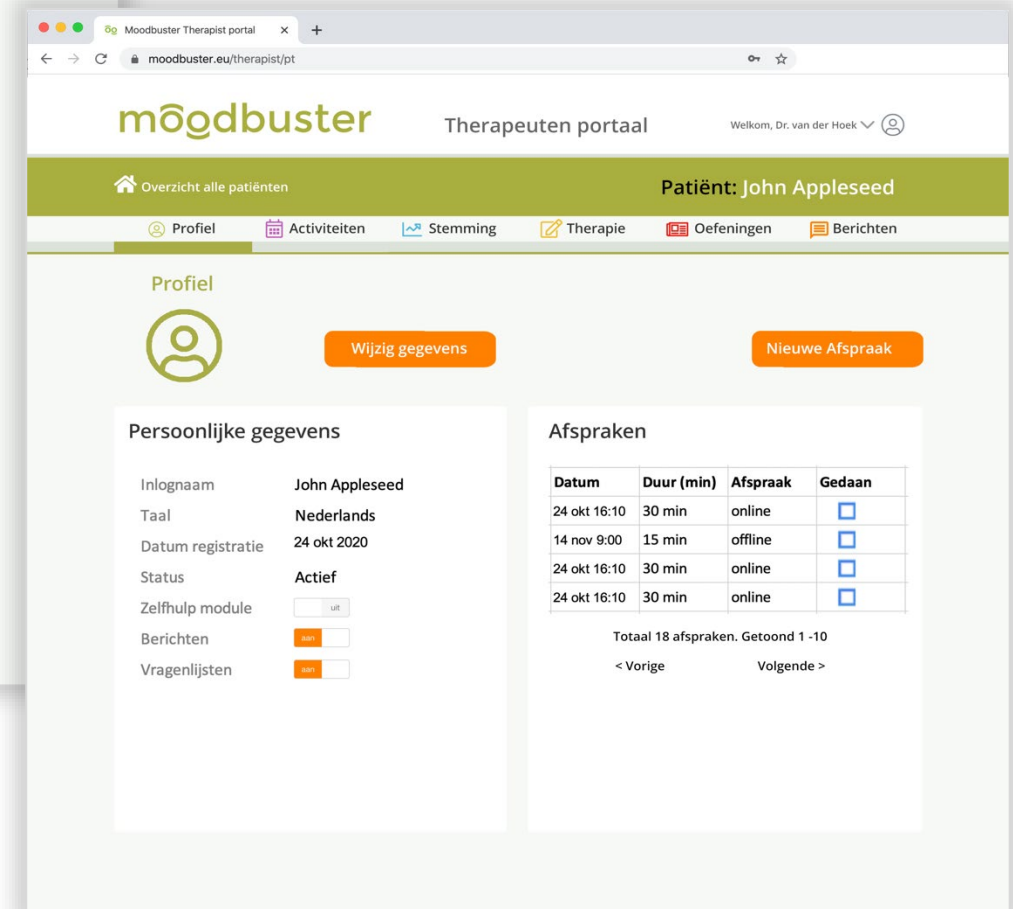 õg Moodbuster Therapist portal
moodbuster.eu/therapist/pt
mõgdbuster
Therapeuten portaal
Welkom, Dr. van der Hoek
Overzicht alle patiënten
Patiënt: John Appleseed
Profiel Activiteiten Stemming Therapie Oefeningen Berichten
Profiel
Wijzig gegevens
Nieuwe Afspraak
Persoonlijke gegevens
Inlognaam John Appleseed
Taal Nederlands
Datum registratie 24 okt 2020
Status Actief
Zelfhulp module uit
Berichten aan
Vragenlijsten aan
Afspraken
Datum Duur (min) Afspraak Gedaan
24 okt 16:10 30 min online
14 nov 9:00 15 min offline
24 okt 16:10 30 min online
24 okt 16:10 30 min online
Totaal 18 afspraken. Getoond 1 -10
< Vorige Volgende >